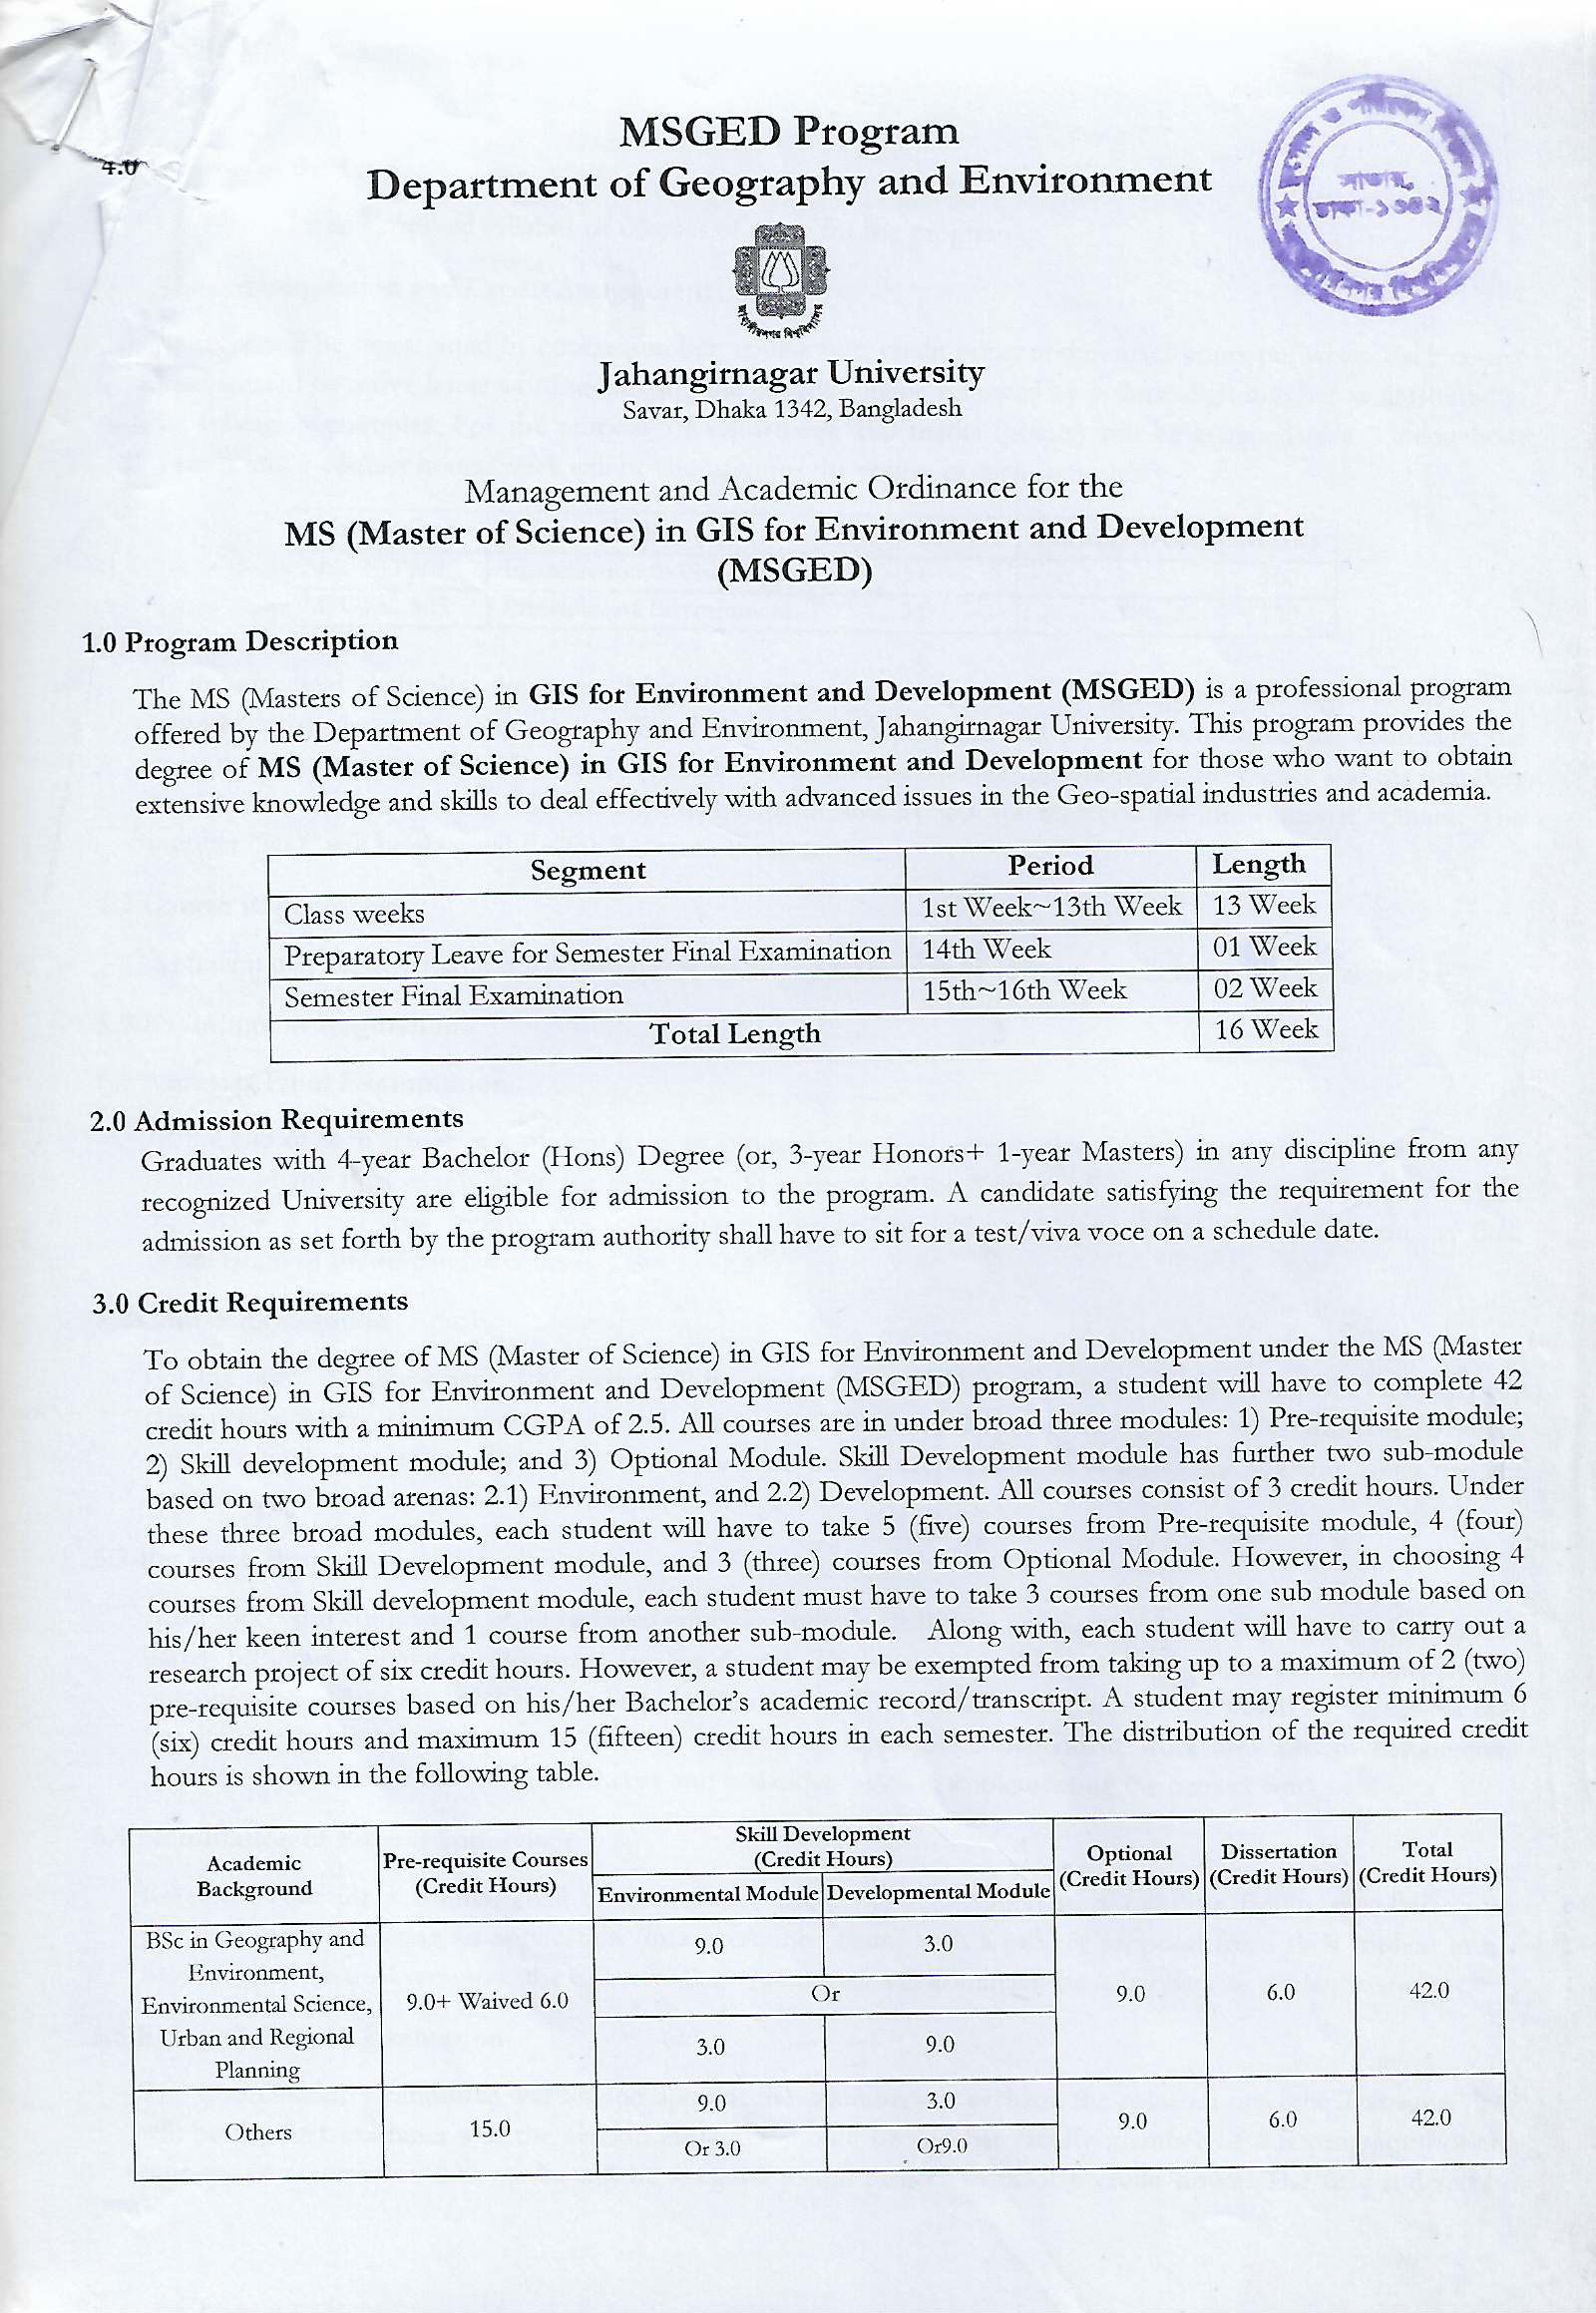 4.0
MSGED Program
Department of Geography and Environment
সাভার,
ঢাকা-১৩৪২
জাহাঙ্গীরনগর বিশ্ববিদ্যালয়
Jahangirnagar University
Savar, Dhaka 1342, Bangladesh
Management and Academic Ordinance for the
MS (Master of Science) in GIS for Environment and Development
(MSGED)
1.0 Program Description
The MS (Masters of Science) in GIS for Environment and Development (MSGED) is a professional program
offered by the Department of Geography and Environment, Jahangirnagar University. This program provides the
degree of MS (Master of Science) in GIS for Environment and Development for those who want to obtain
extensive knowledge and skills to deal effectively with advanced issues in the Geo-spatial industries and academia.
Segment Period Length
Class weeks 1st Week~13th Week 13 Week
Preparatory Leave for Semester Final Examination 14th Week 01 Week
Semester Final Examination 15th~16th Week 02 Week
Total Length 16 Week
2.0 Admission Requirements
Graduates with 4-year Bachelor (Hons) Degree (or, 3-year Honors+ 1-year Masters) in any discipline from any
recognized University are eligible for admission to the program. A candidate satisfying the requirement for the
admission as set forth by the program authority shall have to sit for a test/viva voce on a schedule date.
3.0 Credit Requirements
To obtain the degree of MS (Master of Science) in GIS for Environment and Development under the MS (Master
of Science) in GIS for Environment and Development (MSGED) program, a student will have to complete 42
credit hours with a minimum CGPA of 2.5. All courses are in under broad three modules: 1) Pre-requisite module;
2) Skill development module; and 3) Optional Module. Skill Development module has further two sub-module
based on two broad arenas: 2.1) Environment, and 2.2) Development. All courses consist of 3 credit hours. Under
these three broad modules, each student will have to take 5 (five) courses from Pre-requisite module, 4 (four)
courses from Skill Development module, and 3 (three) courses from Optional Module. However, in choosing 4
courses from Skill development module, each student must have to take 3 courses from one sub module based on
his/her keen interest and 1 course from another sub-module. Along with, each student will have to carry out a
research project of six credit hours. However, a student may be exempted from taking up to a maximum of 2 (two)
pre-requisite courses based on his/her Bachelor's academic record/transcript. A student may register minimum 6
(six) credit hours and maximum 15 (fifteen) credit hours in each semester. The distribution of the required credit
hours is shown in the following table.
Academic Background Pre-requisite Courses (Credit Hours) Skill Development (Credit Hours) Optional (Credit Hours) Dissertation (Credit Hours) Total (Credit Hours)
Environmental Module Developmental Module
BSc in Geography and Environment, Environmental Science, Urban and Regional Planning 9.0+ Waived 6.0 9.0 3.0 9.0 6.0 42.0
Or
3.0 9.0
Others 15.0 9.0 3.0 9.0 6.0 42.0
Or 3.0 Or9.0